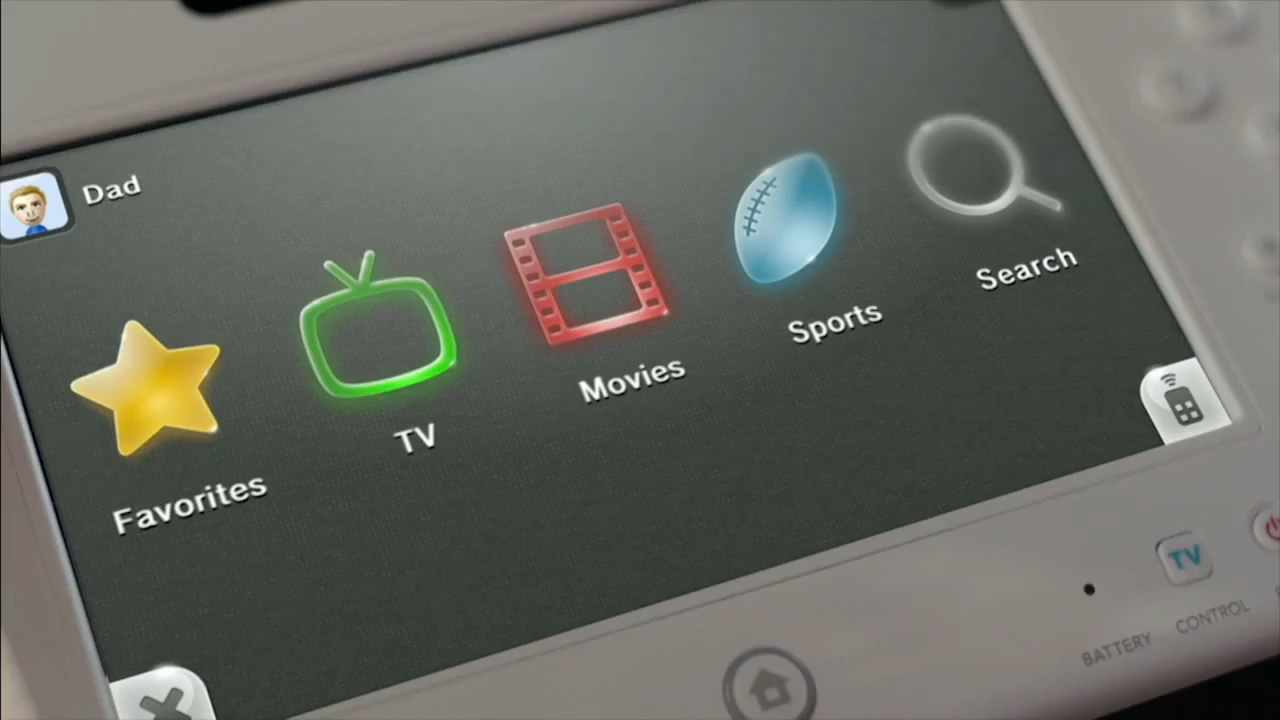 Dad
Favorites
TV
Movies
Sports
Search
TV
BATTERY
CONTROL